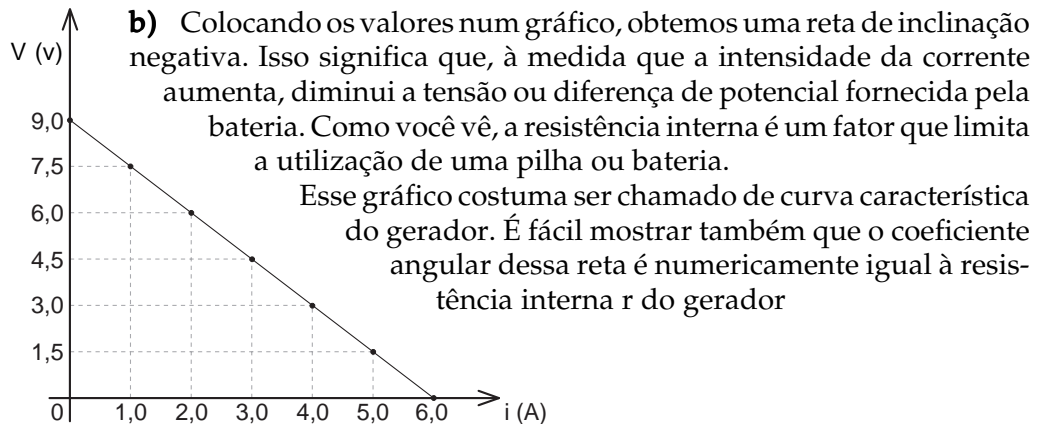 b) Colocando os valores num gráfico, obtemos uma reta de inclinação
negativa. Isso significa que, à medida que a intensidade da corrente
aumenta, diminui a tensão ou diferença de potencial fornecida pela
bateria. Como você vê, a resistência interna é um fator que limita
a utilização de uma pilha ou bateria.
Esse gráfico costuma ser chamado de curva característica
do gerador. É fácil mostrar também que o coeficiente
angular dessa reta é numericamente igual à resis-
tência interna r do gerador
V (v)
9,0
7,5
6,0
4,5
3,0
1,5
0 1,0 2,0 3,0 4,0 5,0 6,0 i (A)